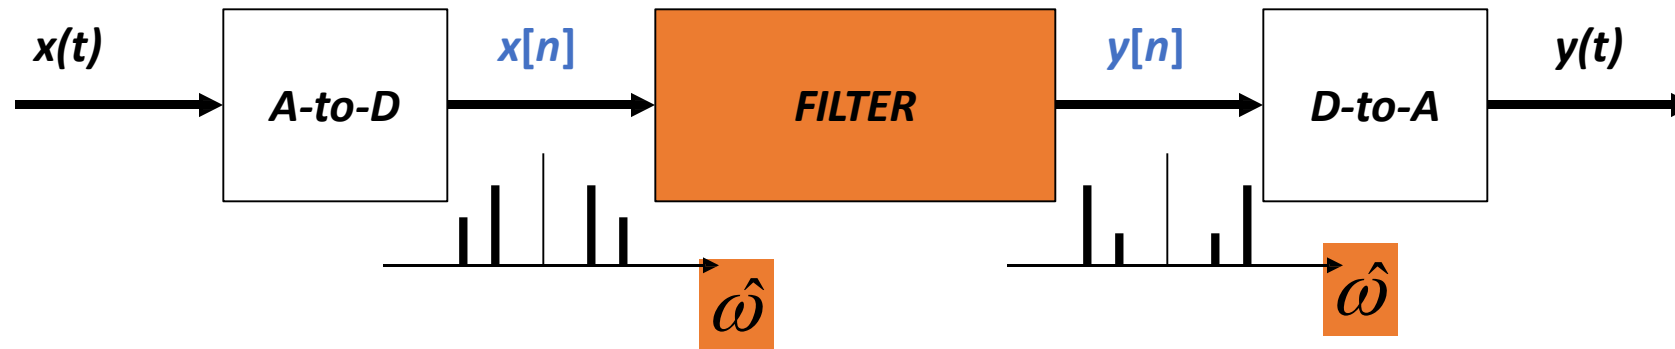 x(t)
A-to-D
x[n]
FILTER
y[n]
D-to-A
y(t)
ω̂
ω̂